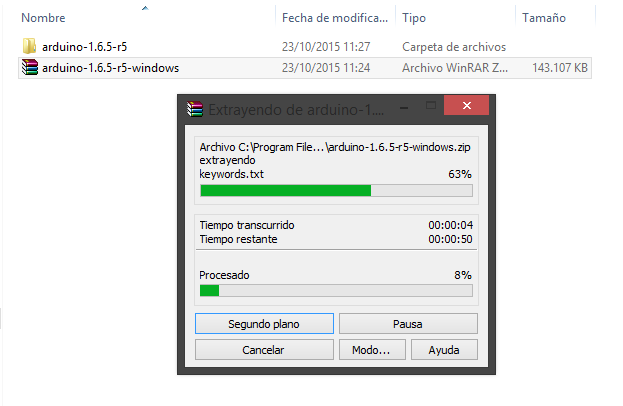 Nombre Fecha de modifica... Tipo Tamaño
arduino-1.6.5-r5 23/10/2015 11:27 Carpeta de archivos
arduino-1.6.5-r5-windows 23/10/2015 11:24 Archivo WinRAR Z... 143.107 KB
Extrayendo de arduino-1....
Archivo C:\Program File...\arduino-1.6.5-r5-windows.zip
extrayendo
keywords.txt 63%
Tiempo transcurrido 00:00:04
Tiempo restante 00:00:50
Procesado 8%
Segundo plano Pausa
Cancelar Modo... Ayuda